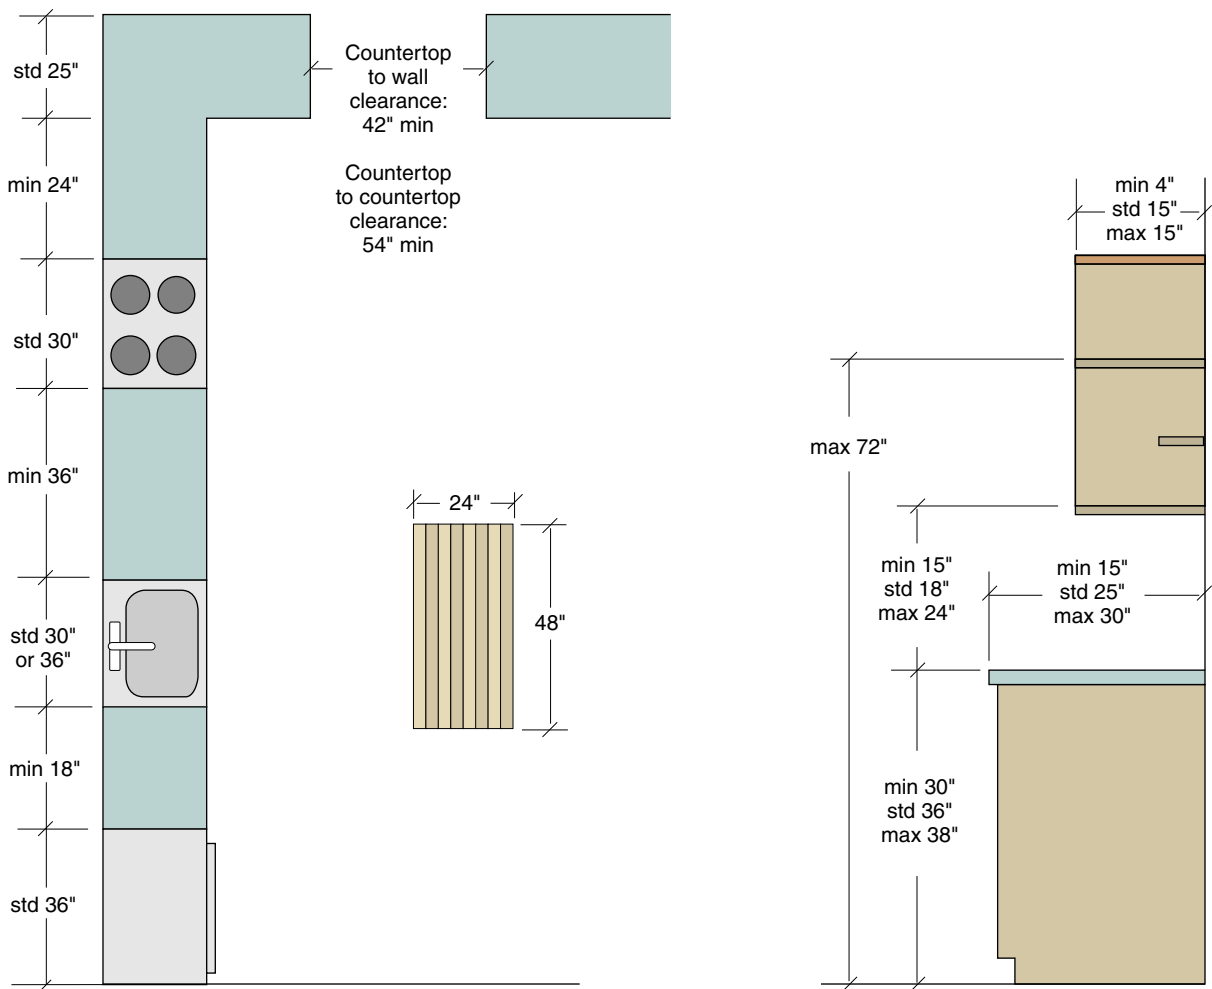 std 25"
min 24"
std 30"
min 36"
std 30"
or 36"
min 18"
std 36"
Countertop
to wall
clearance:
42" min
Countertop
to countertop
clearance:
54" min
24"
48"
min 4"
std 15"
max 15"
max 72"
min 15"
std 18"
max 24"
min 15"
std 25"
max 30"
min 30"
std 36"
max 38"